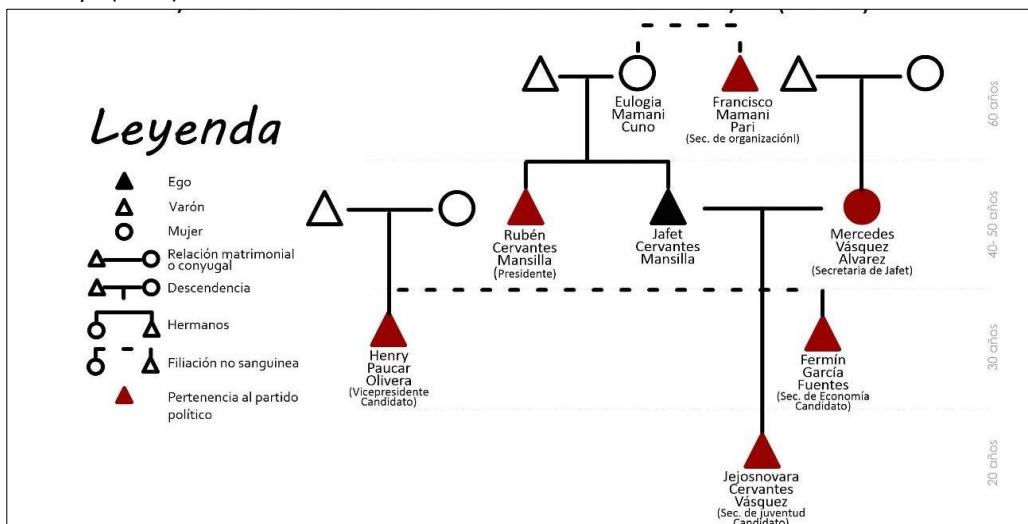 Leyenda
Ego
Varón
Mujer
Relación matrimonial
o conyugal
Descendencia
Hermanos
Filiación no sanguinea
Pertenencia al partido
político
Eulogia
Mamani
Cuno
Francisco
Mamani
Pari
(Sec. de organizaciónl)
60 años
Rubén
Cervantes
Mansilla
(Presidente)
Jafet
Cervantes
Mansilla
Mercedes
Vásquez
Alvarez
(Secretaria de Jafet)
40- 50 años
Henry
Paucar
Olivera
(Vicepresidente
Candidato)
Fermín
García
Fuentes
(Sec. de Economía
Candidato)
30 años
Jejosnovara
Cervantes
Vásquez
(Sec. de juventud
Candidato)
20 años